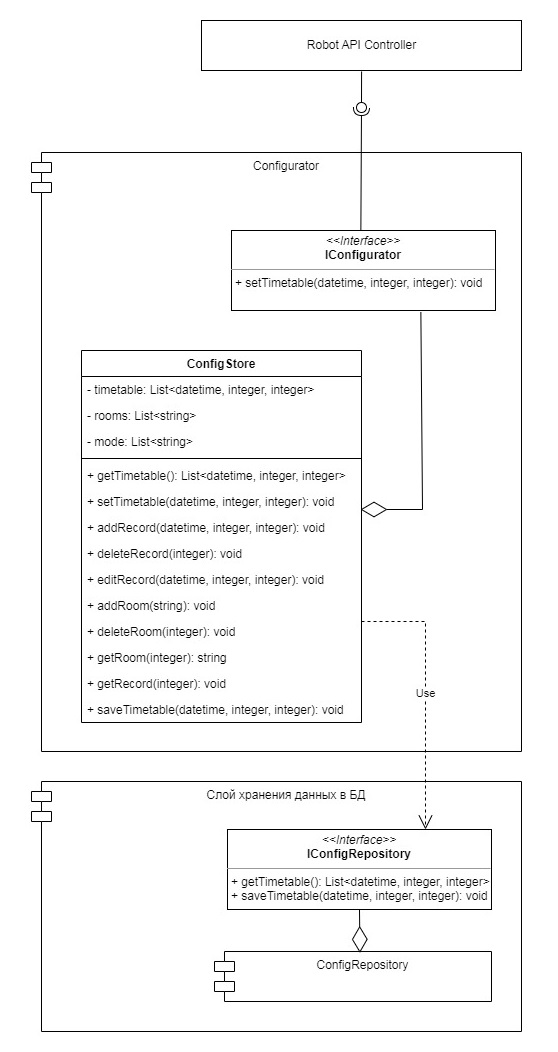 Robot API Controller
Configurator
<<Interface>>
IConfigurator
+ setTimetable(datetime, integer, integer): void
ConfigStore
- timetable: List<datetime, integer, integer>
- rooms: List<string>
- mode: List<string>
+ getTimetable(): List<datetime, integer, integer>
+ setTimetable(datetime, integer, integer): void
+ addRecord(datetime, integer, integer): void
+ deleteRecord(integer): void
+ editRecord(datetime, integer, integer): void
+ addRoom(string): void
+ deleteRoom(integer): void
+ getRoom(integer): string
+ getRecord(integer): void
+ saveTimetable(datetime, integer, integer): void
Use
Слой хранения данных в БД
<<Interface>>
IConfigRepository
+ getTimetable(): List<datetime, integer, integer>
+ saveTimetable(datetime, integer, integer): void
ConfigRepository